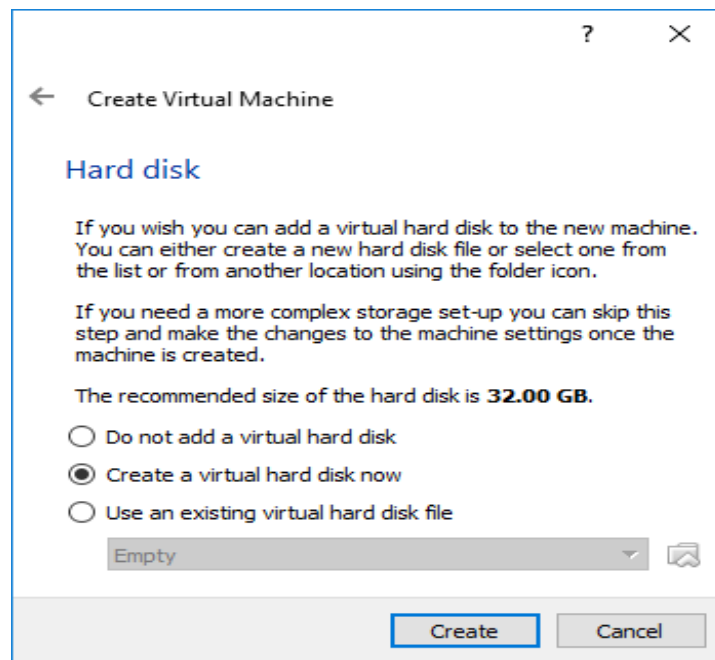 ?
Create Virtual Machine
Hard disk
If you wish you can add a virtual hard disk to the new machine.
You can either create a new hard disk file or select one from
the list or from another location using the folder icon.
If you need a more complex storage set-up you can skip this
step and make the changes to the machine settings once the
machine is created.
The recommended size of the hard disk is 32.00 GB.
Do not add a virtual hard disk
Create a virtual hard disk now
Use an existing virtual hard disk file
Empty
Create Cancel